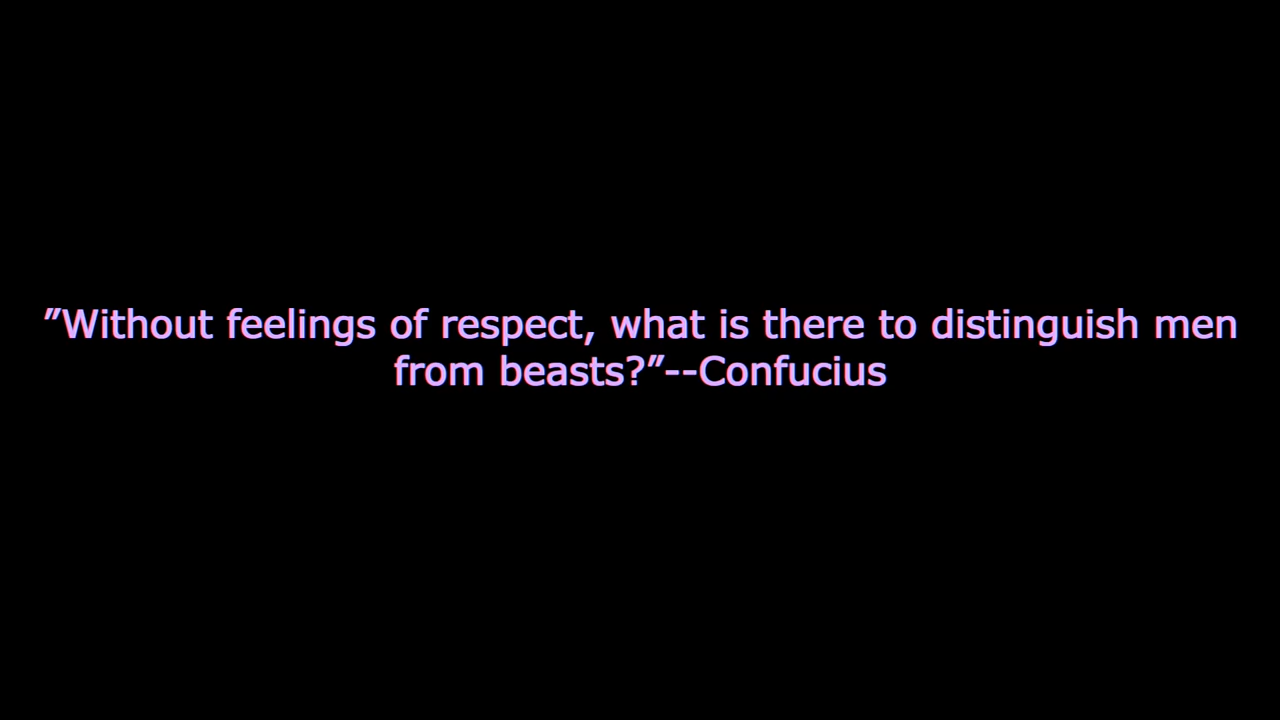 ”Without feelings of respect, what is there to distinguish men
from beasts?”--Confucius